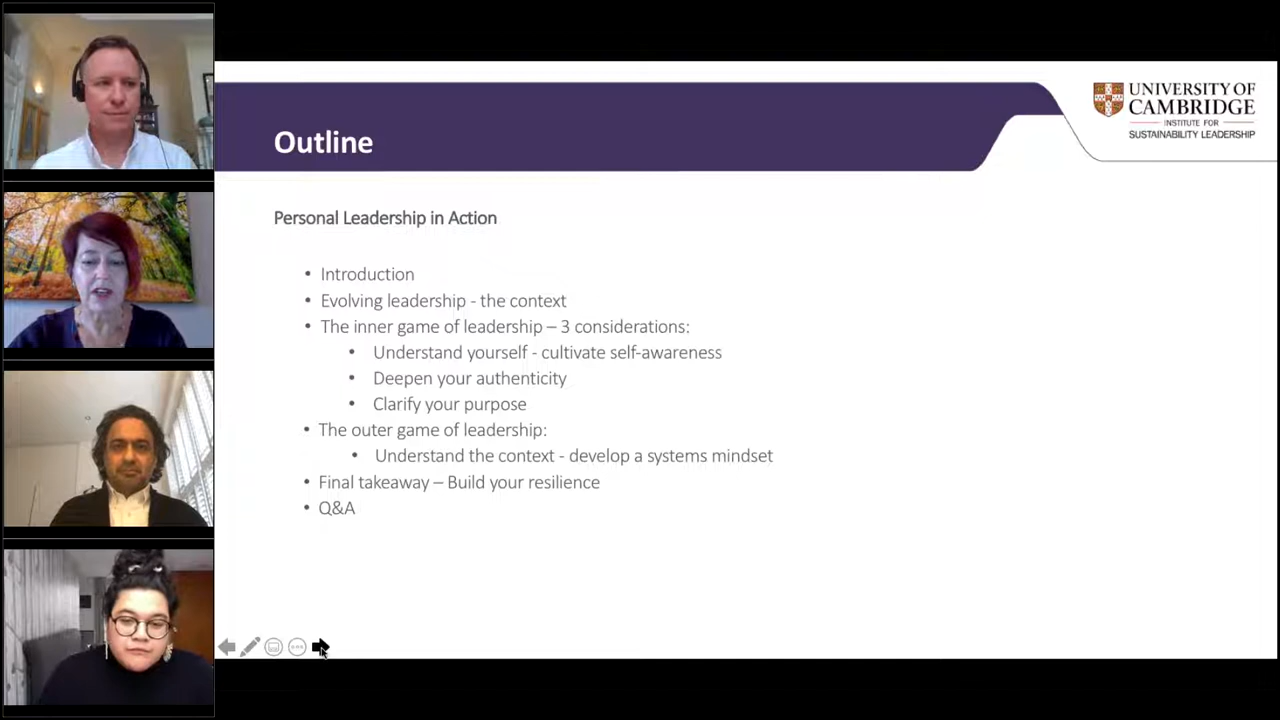 Outline
UNIVERSITY OF
CAMBRIDGE
INSTITUTE FOR
SUSTAINABILITY LEADERSHIP
Personal Leadership in Action
• Introduction
• Evolving leadership - the context
• The inner game of leadership – 3 considerations:
• Understand yourself - cultivate self-awareness
• Deepen your authenticity
• Clarify your purpose
• The outer game of leadership:
• Understand the context - develop a systems mindset
• Final takeaway – Build your resilience
• Q&A